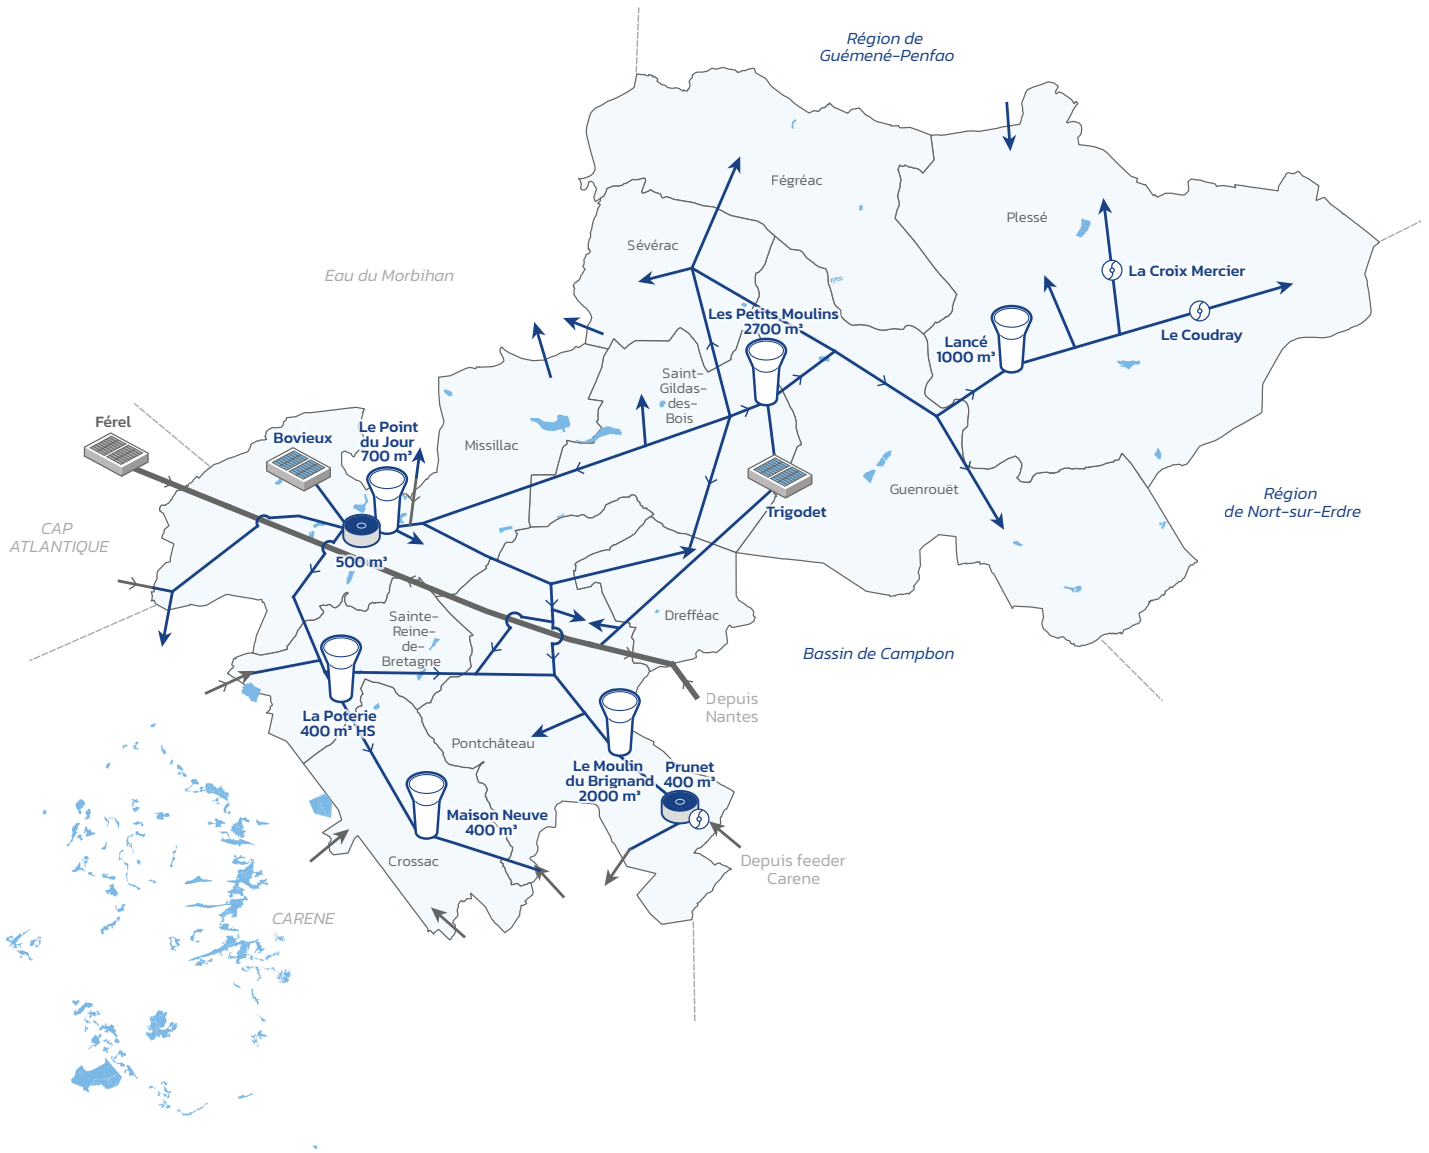 Région de
Guémené-Penfao
Fégréac
Plessé
Sévérac
Eau du Morbihan
La Croix Mercier
Les Petits Moulins
2700 m³
Le Coudray
Lancé
1000 m³
Saint-
Gildas-
des-
Bois
Férel
Bovieux
Le Point
du Jour
700 m³
Missillac
Guenrouët
Région
de Nort-sur-Erdre
Trigodet
CAP
ATLANTIQUE
500 m³
Sainte-
Reine-
de-
Bretagne
Drefféac
Bassin de Campbon
Depuis
Nantes
La Poterie
400 m³ HS
Pontchâteau
Le Moulin
du Brignand
2000 m³
Prunet
400 m³
Maison Neuve
400 m³
Crossac
Depuis feeder
Carene
CARENE